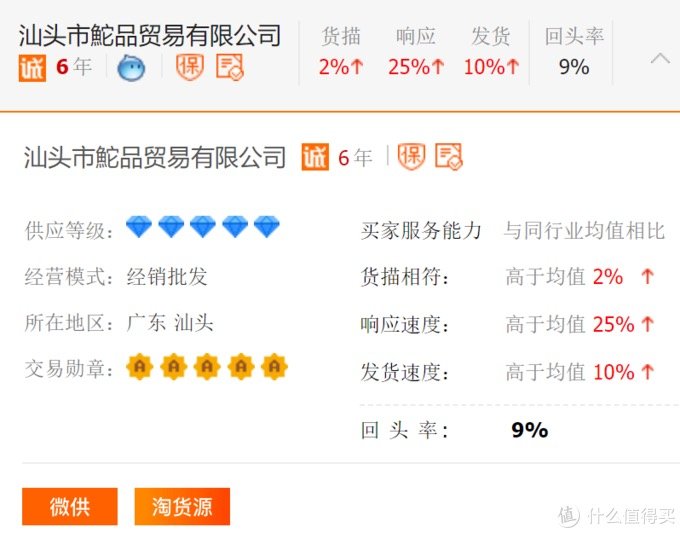 汕头市鮀品贸易有限公司 货描 响应 发货 回头率
诚 6年 保 2%↑ 25%↑ 10%↑ 9%
汕头市鮀品贸易有限公司 诚 6年 保
供应等级： 买家服务能力 与同行业均值相比
经营模式：经销批发 货描相符： 高于均值 2% ↑
所在地区：广东 汕头 响应速度： 高于均值 25% ↑
交易勋章：A A A A A 发货速度： 高于均值 10% ↑
回 头 率： 9%
微供 淘货源
值 什么值得买